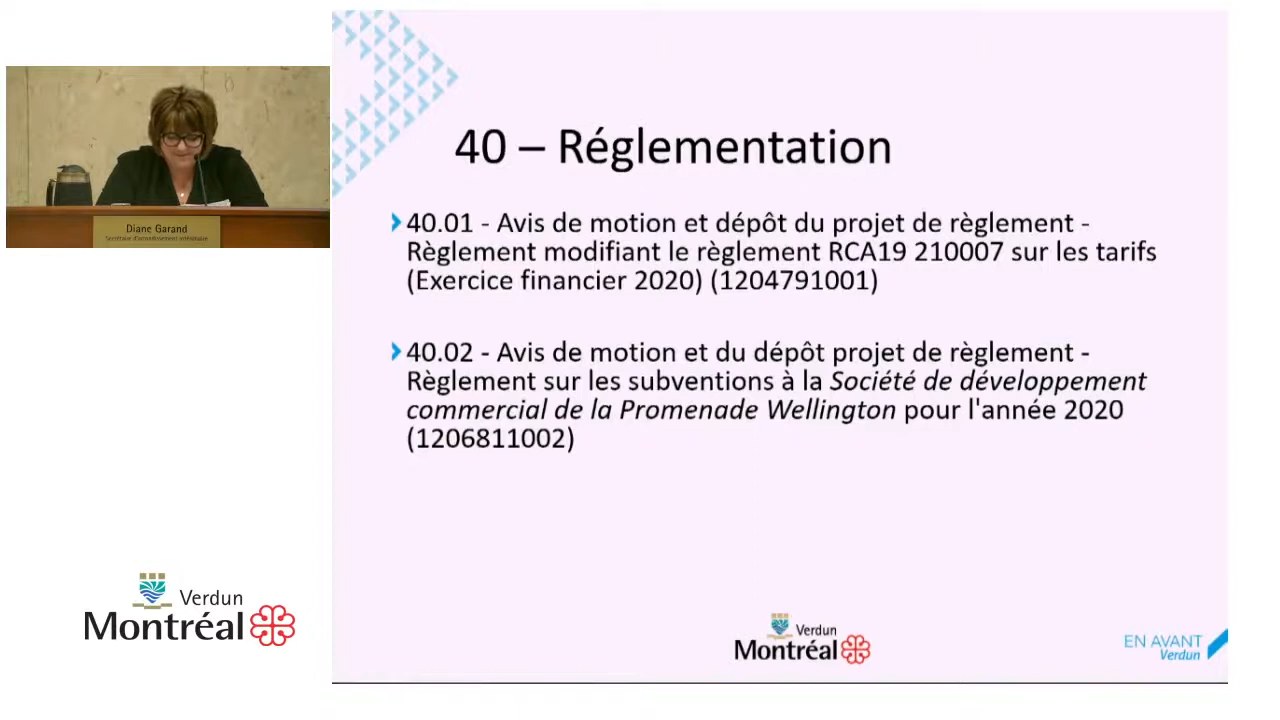 40 – Réglementation
40.01 - Avis de motion et dépôt du projet de règlement -
Règlement modifiant le règlement RCA19 210007 sur les tarifs
(Exercice financier 2020) (1204791001)
40.02 - Avis de motion et du dépôt projet de règlement -
Règlement sur les subventions à la Société de développement
commercial de la Promenade Wellington pour l'année 2020
(1206811002)
Diane Garand
Secrétaire d'arrondissement intérimaire
Verdun
Montréal
Verdun
Montréal
EN AVANT
Verdun